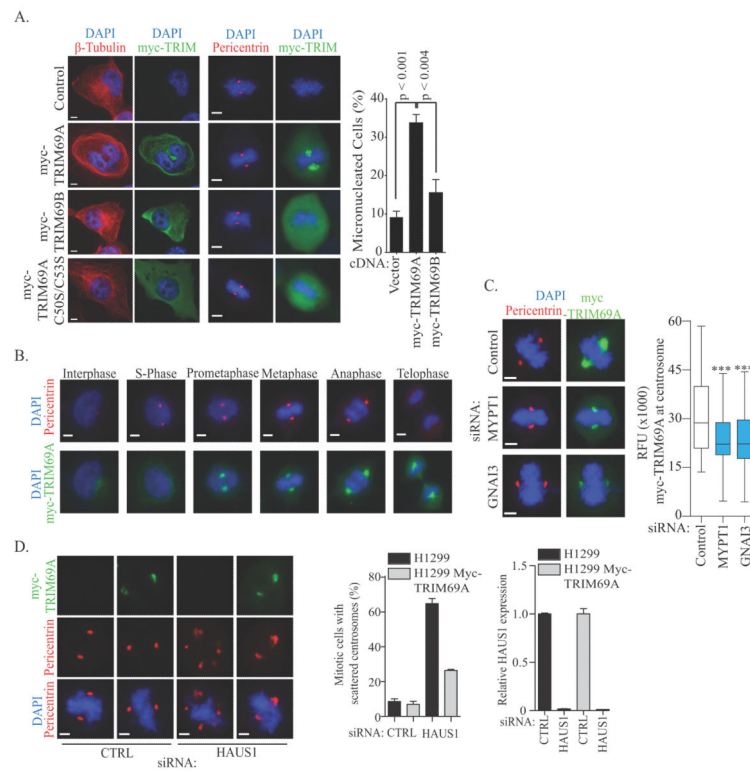 A.
DAPI DAPI DAPI DAPI
β-Tubulin myc-TRIM Pericentrin myc-TRIM
Control
myc-
TRIM69A
myc-
TRIM69B
myc-
TRIM69A
C50S/C53S
p < 0.001
p < 0.004
Micronucleated Cells (%)
40
30
20
10
0
cDNA:
Vector
myc-TRIM69A
myc-TRIM69B
B.
Interphase S-Phase Prometaphase Metaphase Anaphase Telophase
DAPI
Pericentrin
DAPI
myc-TRIM69A
C.
DAPI myc
Pericentrin -TRIM69A
Control
siRNA:
MYPT1
GNAI3
RFU (x1000)
myc-TRIM69A at centrosome
60
45
30
15
0
*** ***
siRNA:
Control
MYPT1
GNAI3
D.
myc-
TRIM69A
Pericentrin
DAPI
Pericentrin
CTRL HAUS1
siRNA:
H1299
H1299 Myc-
TRIM69A
Mitotic cells with
scattered centrosomes (%)
80
60
40
20
0
siRNA: CTRL HAUS1
H1299
H1299 Myc-
TRIM69A
Relative HAUS1 expression
1.5
1.0
0.5
0.0
siRNA:
CTRL
HAUS1
CTRL
HAUS1